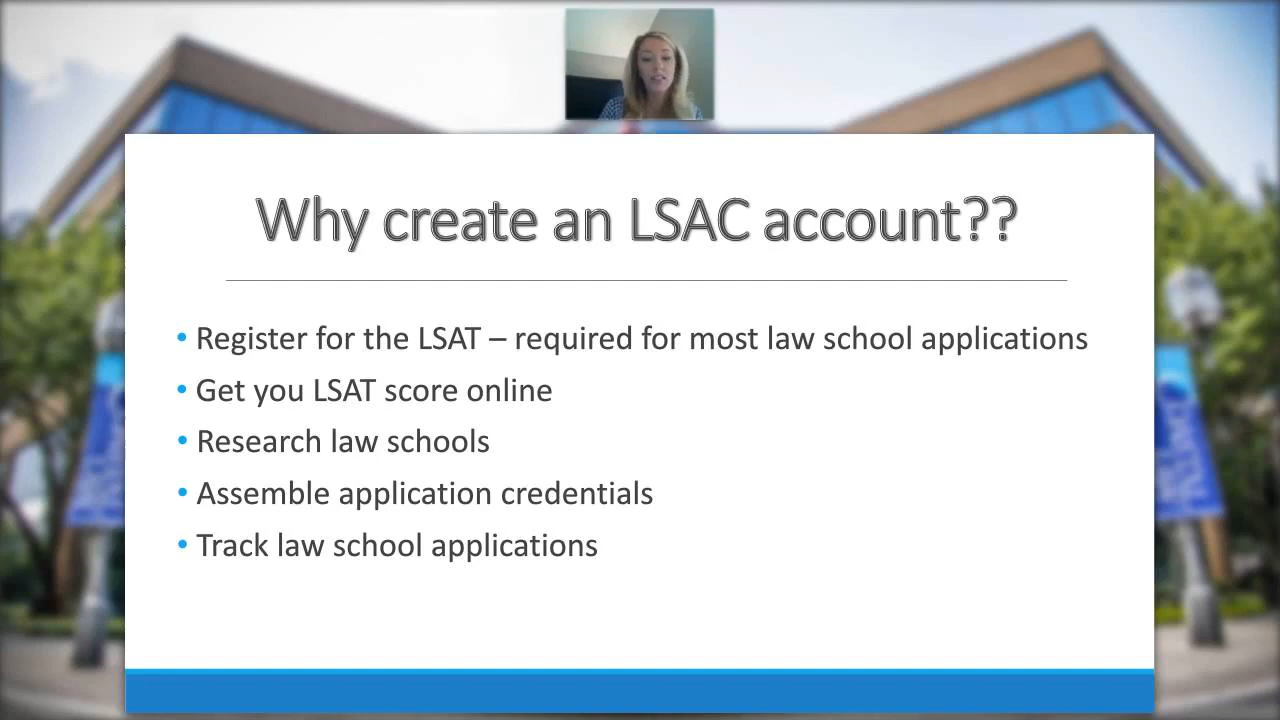 Why create an LSAC account??
• Register for the LSAT – required for most law school applications
• Get you LSAT score online
• Research law schools
• Assemble application credentials
• Track law school applications